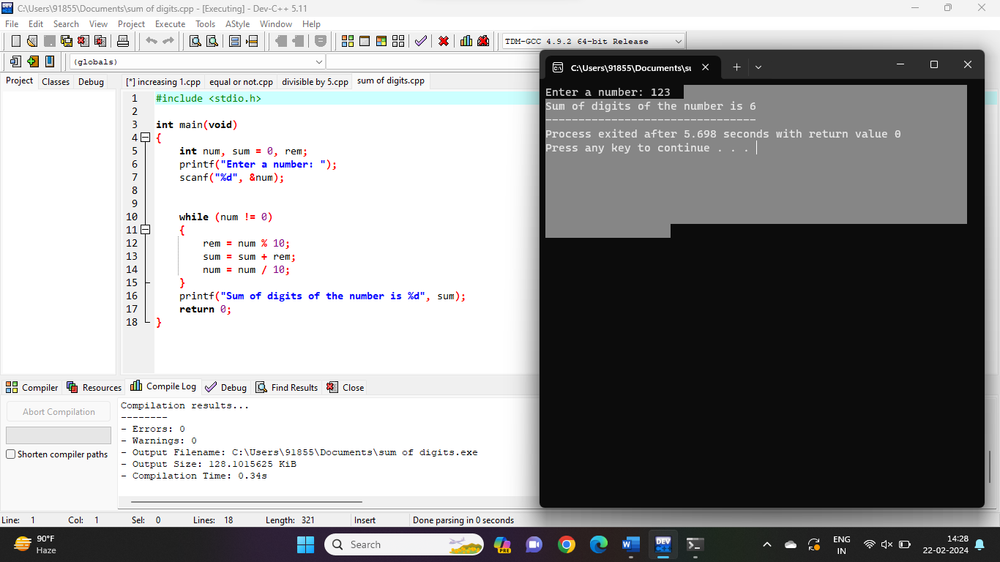 C:\Users\91855\Documents\sum of digits.cpp - [Executing] - Dev-C++ 5.11
File Edit Search View Project Execute Tools AStyle Window Help
TDM-GCC 4.9.2 64-bit Release
(globals)
Project Classes Debug
[*] increasing 1.cpp equal or not.cpp divisible by 5.cpp sum of digits.cpp
1 #include <stdio.h>
2
3 int main(void)
4 {
5 int num, sum = 0, rem;
6 printf("Enter a number: ");
7 scanf("%d", &num);
8
9
10 while (num != 0)
11 {
12 rem = num % 10;
13 sum = sum + rem;
14 num = num / 10;
15 }
16 printf("Sum of digits of the number is %d", sum);
17 return 0;
18 }
C:\Users\91855\Documents\su
Enter a number: 123
Sum of digits of the number is 6
--------------------------------
Process exited after 5.698 seconds with return value 0
Press any key to continue . . .
Compiler Resources Compile Log Debug Find Results Close
Abort Compilation
Shorten compiler paths
Compilation results...
--------
- Errors: 0
- Warnings: 0
- Output Filename: C:\Users\91855\Documents\sum of digits.exe
- Output Size: 128.1015625 KiB
- Compilation Time: 0.34s
Line: 1 Col: 1 Sel: 0 Lines: 18 Length: 321 Insert Done parsing in 0 seconds
90°F
Haze
Search
PRE
DEV
ENG
IN
14:28
22-02-2024